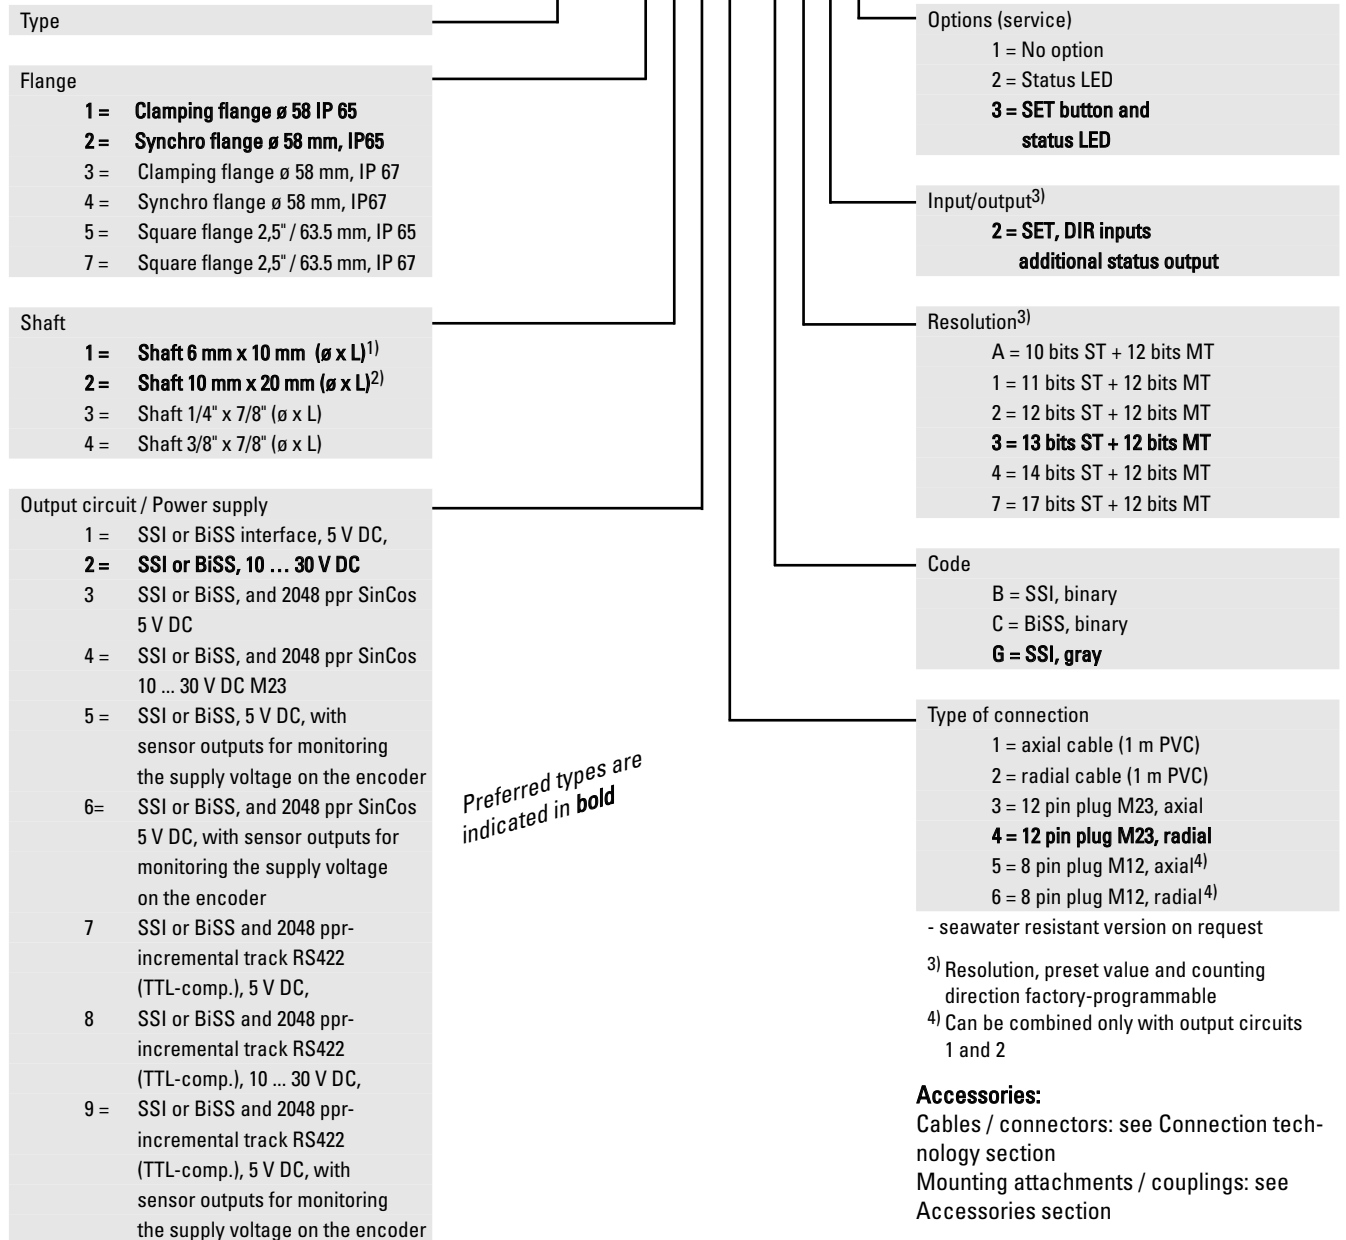 Type
Flange
1 = Clamping flange ø 58 IP 65
2 = Synchro flange ø 58 mm, IP65
3 = Clamping flange ø 58 mm, IP 67
4 = Synchro flange ø 58 mm, IP67
5 = Square flange 2,5" / 63.5 mm, IP 65
7 = Square flange 2,5" / 63.5 mm, IP 67
Shaft
1 = Shaft 6 mm x 10 mm (ø x L)1)
2 = Shaft 10 mm x 20 mm (ø x L)2)
3 = Shaft 1/4" x 7/8" (ø x L)
4 = Shaft 3/8" x 7/8" (ø x L)
Output circuit / Power supply
1 = SSI or BiSS interface, 5 V DC,
2 = SSI or BiSS, 10 … 30 V DC
3 SSI or BiSS, and 2048 ppr SinCos
5 V DC
4 = SSI or BiSS, and 2048 ppr SinCos
10 ... 30 V DC M23
5 = SSI or BiSS, 5 V DC, with
sensor outputs for monitoring
the supply voltage on the encoder
6= SSI or BiSS, and 2048 ppr SinCos
5 V DC, with sensor outputs for
monitoring the supply voltage
on the encoder
7 SSI or BiSS and 2048 ppr-
incremental track RS422
(TTL-comp.), 5 V DC,
8 SSI or BiSS and 2048 ppr-
incremental track RS422
(TTL-comp.), 10 ... 30 V DC,
9 = SSI or BiSS and 2048 ppr-
incremental track RS422
(TTL-comp.), 5 V DC, with
sensor outputs for monitoring
the supply voltage on the encoder
Preferred types are
indicated in bold
Options (service)
1 = No option
2 = Status LED
3 = SET button and
status LED
Input/output3)
2 = SET, DIR inputs
additional status output
Resolution3)
A = 10 bits ST + 12 bits MT
1 = 11 bits ST + 12 bits MT
2 = 12 bits ST + 12 bits MT
3 = 13 bits ST + 12 bits MT
4 = 14 bits ST + 12 bits MT
7 = 17 bits ST + 12 bits MT
Code
B = SSI, binary
C = BiSS, binary
G = SSI, gray
Type of connection
1 = axial cable (1 m PVC)
2 = radial cable (1 m PVC)
3 = 12 pin plug M23, axial
4 = 12 pin plug M23, radial
5 = 8 pin plug M12, axial4)
6 = 8 pin plug M12, radial4)
- seawater resistant version on request
3) Resolution, preset value and counting
direction factory-programmable
4) Can be combined only with output circuits
1 and 2
Accessories:
Cables / connectors: see Connection tech-
nology section
Mounting attachments / couplings: see
Accessories section